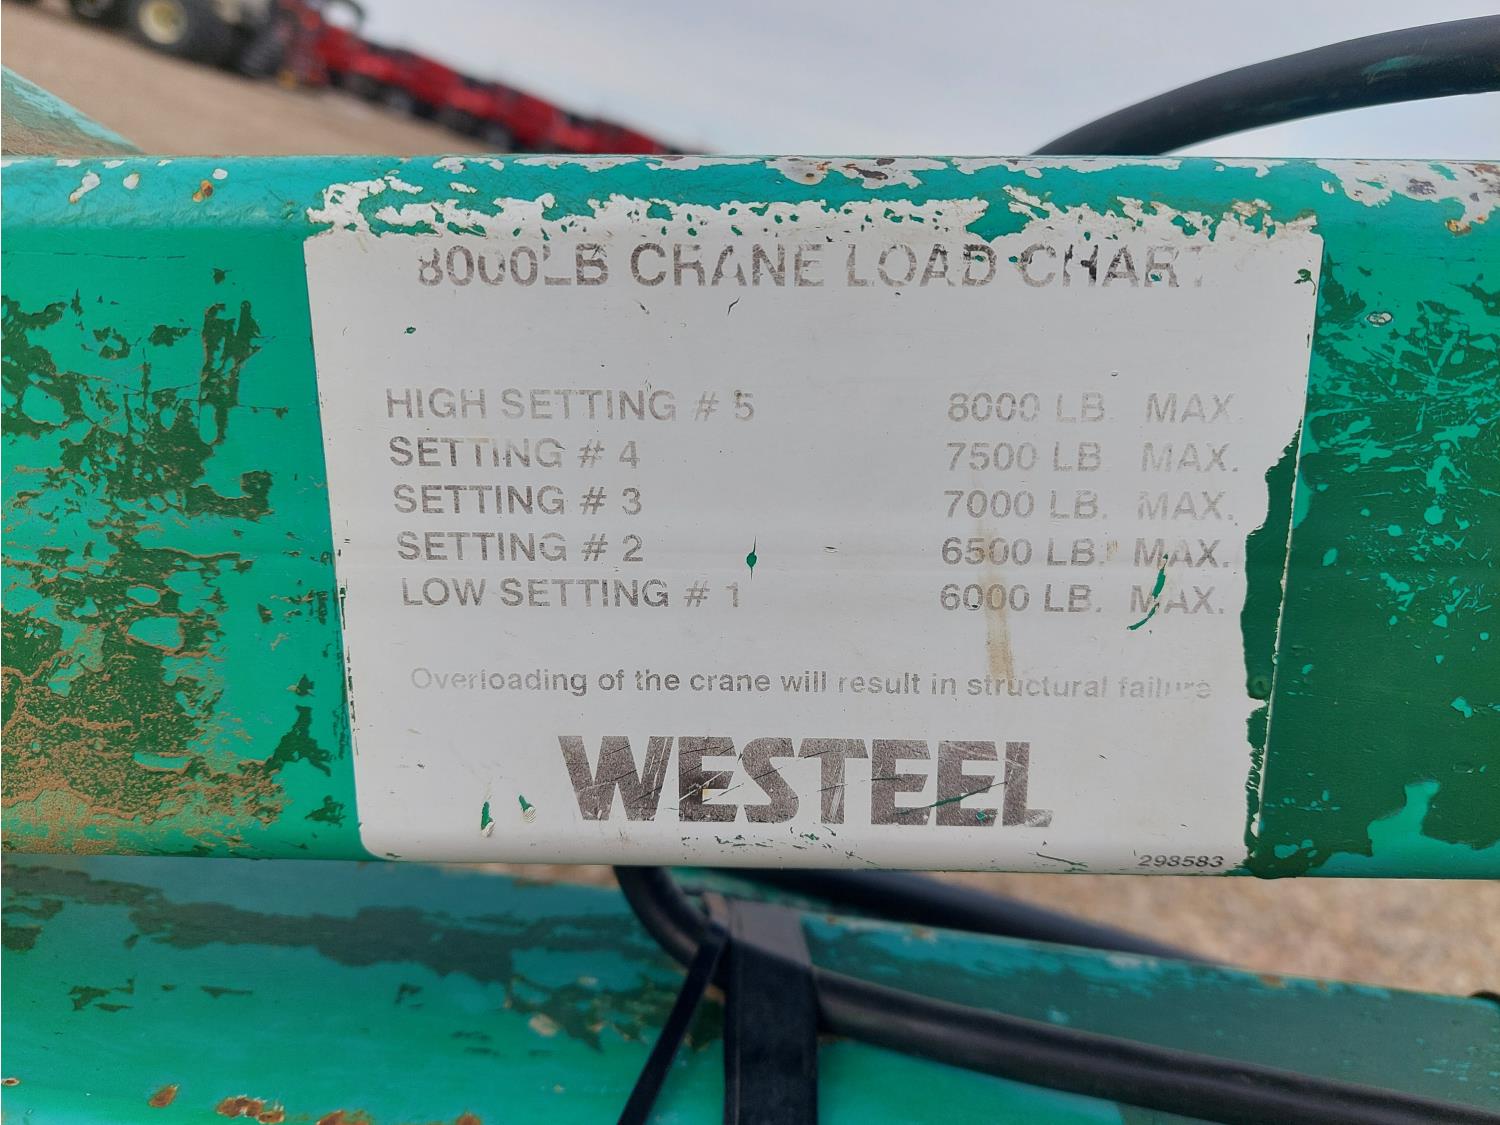 8000LB CRANE LOAD CHART
HIGH SETTING # 5 8000 LB. MAX.
SETTING # 4 7500 LB. MAX.
SETTING # 3 7000 LB. MAX.
SETTING # 2 6500 LB. MAX.
LOW SETTING # 1 6000 LB. MAX.
Overloading of the crane will result in structural failure
WESTEEL
298583